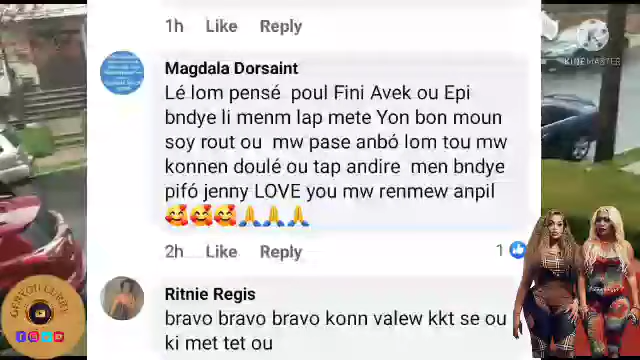 1h Like Reply
KINEMASTER
Magdala Dorsaint
Lé lom pensé poul Fini Avek ou Epi
bndye li menm lap mete Yon bon moun
soy rout ou mw pase anbó lom tou mw
konnen doulé ou tap andire men bndye
pifó jenny LOVE you mw renmew anpil
🥰🥰🥰🙏🙏🙏
2h Like Reply 1
Ritnie Regis
bravo bravo bravo konn valew kkt se ou
ki met tet ou